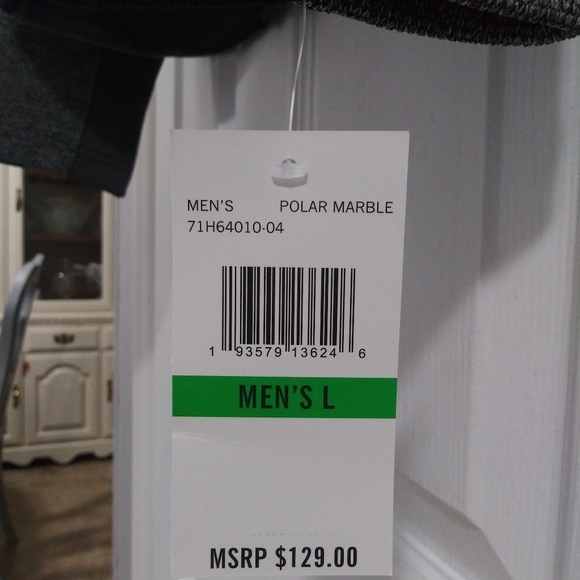 MEN'S POLAR MARBLE
71H64010-04
1 93579 13624 6
MEN'S L
MSRP $129.00